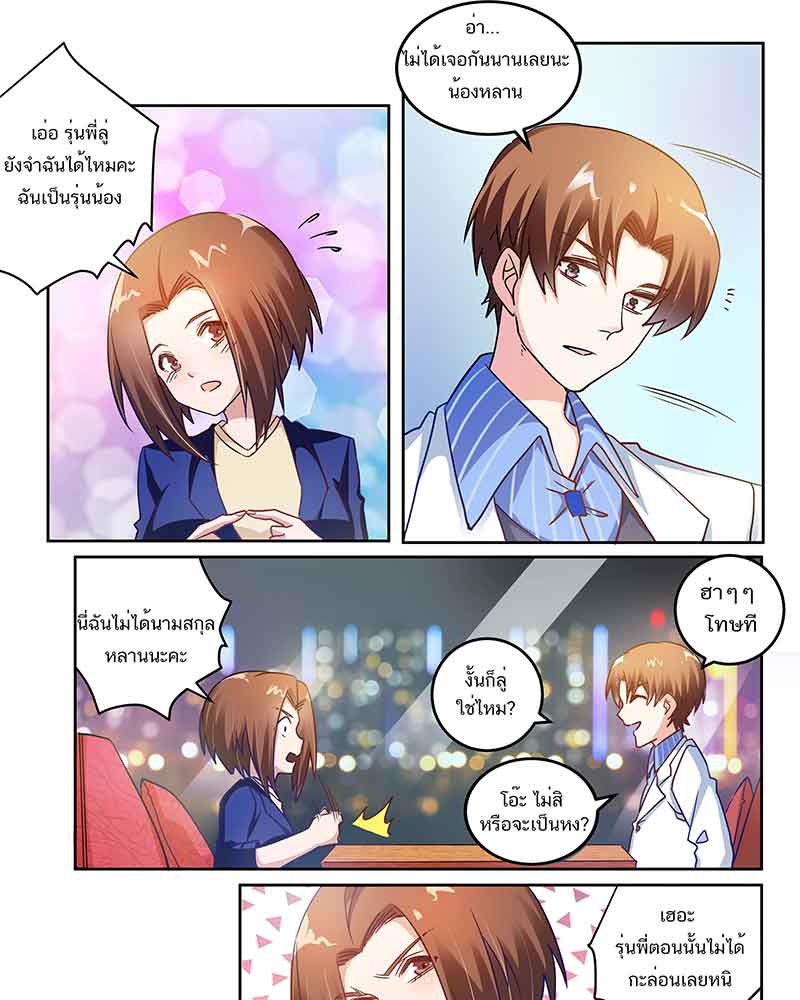 เอ่อ รุ่นพี่ลู่
ยังจำฉันได้ไหมคะ
ฉันเป็นรุ่นน้อง
อ่า...
ไม่ได้เจอกันนานเลยนะ
น้องหลาน
นี่ฉันไม่ได้นามสกุล
หลานนะคะ
งั้นก็ลู่
ใช่ไหม?
ฮ่าๆๆ
โทษที
โอ๊ะ ไม่สิ
หรือจะเป็นหง?
เฮอะ
รุ่นพี่ตอนนั้นไม่ได้
กะล่อนเลยหนิ